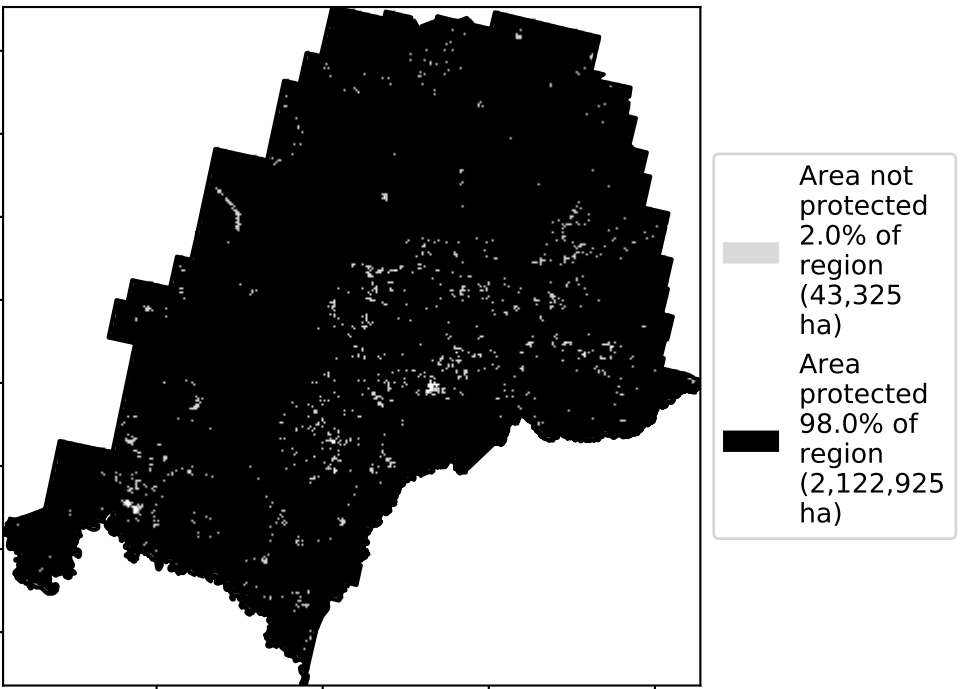 Area not
protected
2.0% of
region
(43,325
ha)
Area
protected
98.0% of
region
(2,122,925
ha)